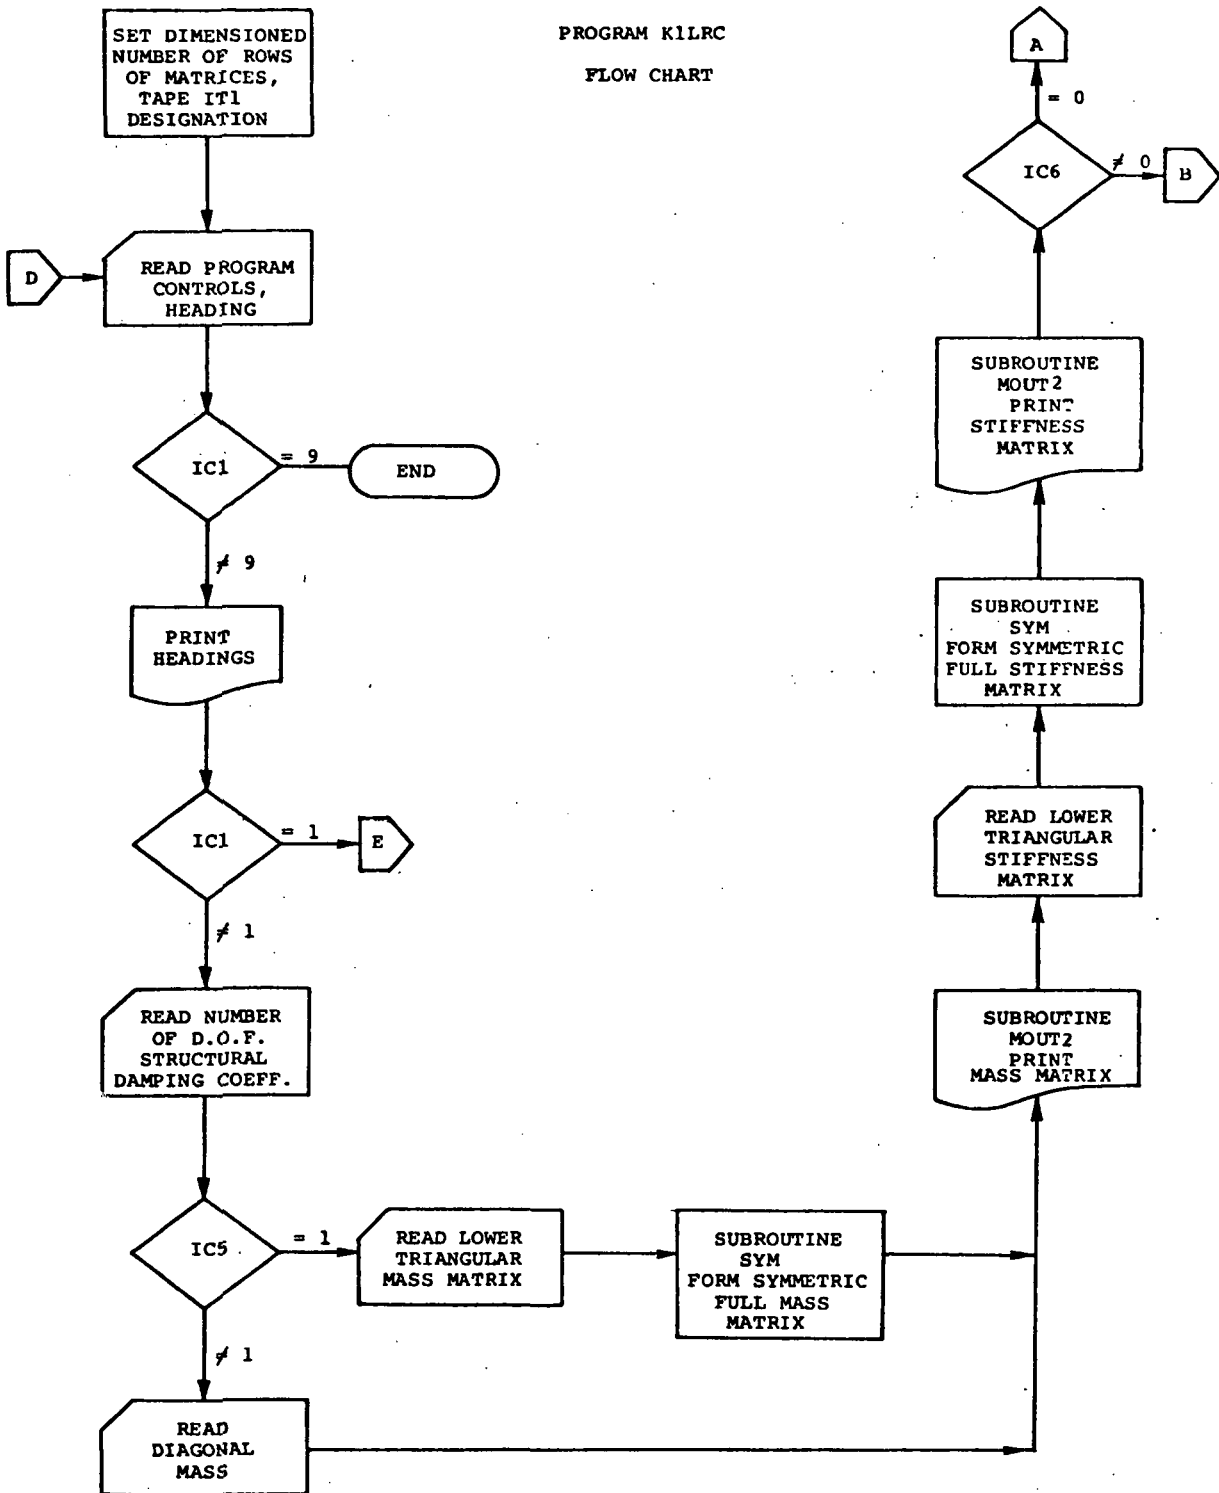 PROGRAM K1LRC
FLOW CHART
SET DIMENSIONED
NUMBER OF ROWS
OF MATRICES,
TAPE IT1
DESIGNATION
D
READ PROGRAM
CONTROLS,
HEADING
IC1
= 9
END
≠ 9
PRINT
HEADINGS
IC1
= 1
E
≠ 1
READ NUMBER
OF D.O.F.
STRUCTURAL
DAMPING COEFF.
IC5
= 1
READ LOWER
TRIANGULAR
MASS MATRIX
SUBROUTINE
SYM
FORM SYMMETRIC
FULL MASS
MATRIX
≠ 1
READ
DIAGONAL
MASS
SUBROUTINE
MOUT2
PRINT
MASS MATRIX
READ LOWER
TRIANGULAR
STIFFNESS
MATRIX
SUBROUTINE
SYM
FORM SYMMETRIC
FULL STIFFNESS
MATRIX
SUBROUTINE
MOUT2
PRINT
STIFFNESS
MATRIX
IC6
≠ 0
B
= 0
A